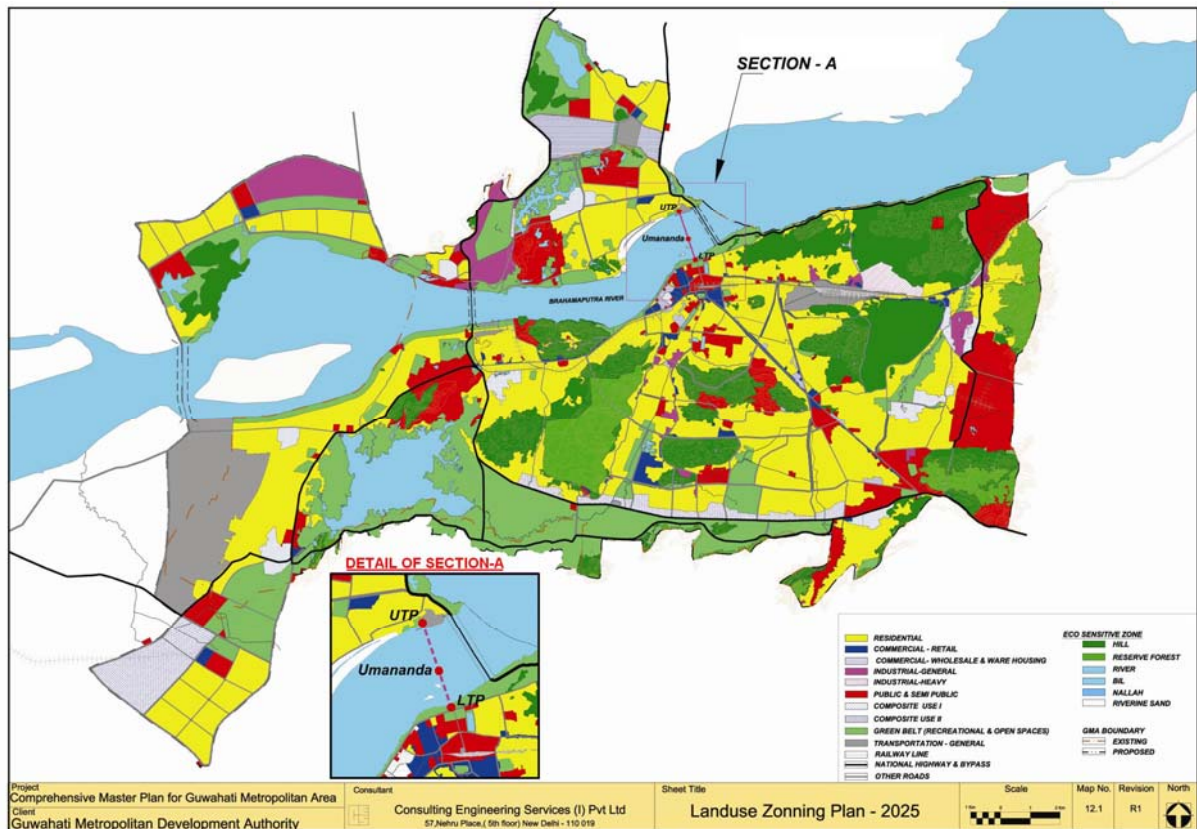 SECTION - A
UTP
Umananda
LTP
BRAHAMAPUTRA RIVER
DETAIL OF SECTION-A
UTP
Umananda
LTP
RESIDENTIAL
COMMERCIAL - RETAIL
COMMERCIAL- WHOLESALE & WARE HOUSING
INDUSTRIAL-GENERAL
INDUSTRIAL-HEAVY
PUBLIC & SEMI PUBLIC
COMPOSITE USE I
COMPOSITE USE II
GREEN BELT (RECREATIONAL & OPEN SPACES)
TRANSPORTATION - GENERAL
RAILWAY LINE
NATIONAL HIGHWAY & BYPASS
OTHER ROADS
ECO SENSITIVE ZONE
HILL
RESERVE FOREST
RIVER
BIL
NALLAH
RIVERINE SAND
GMA BOUNDARY
EXISTING
PROPOSED
Project
Comprehensive Master Plan for Guwahati Metropolitan Area
Client
Guwahati Metropolitan Development Authority
Consultant
Consulting Engineering Services (I) Pvt Ltd
57,Nehru Place,( 5th floor) New Delhi - 110 019
Sheet Title
Landuse Zonning Plan - 2025
Scale
Map No.
12.1
Revision
R1
North